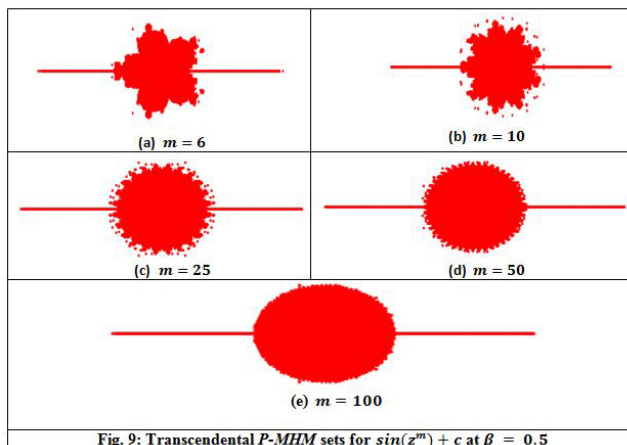 (a) m = 6
(b) m = 10
(c) m = 25
(d) m = 50
(e) m = 100
Fig. 9: Transcendental P-MHM sets for sin(z^m) + c at β = 0.5